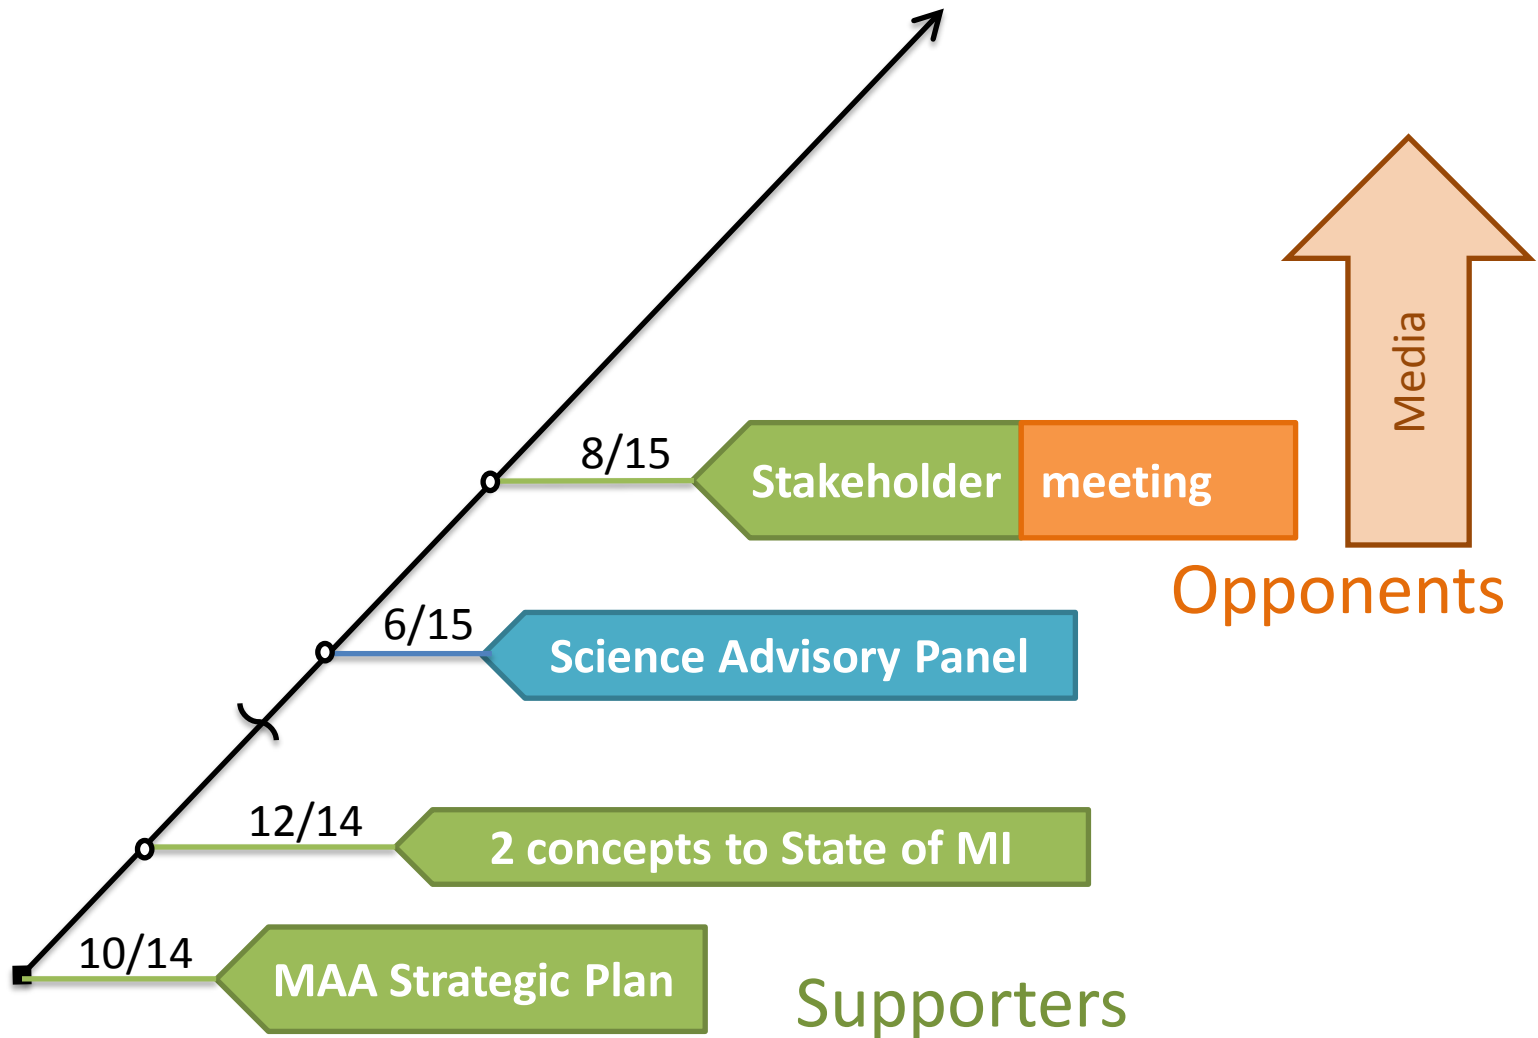 Media
8/15
Stakeholder meeting
Opponents
6/15
Science Advisory Panel
12/14
2 concepts to State of MI
10/14
MAA Strategic Plan
Supporters